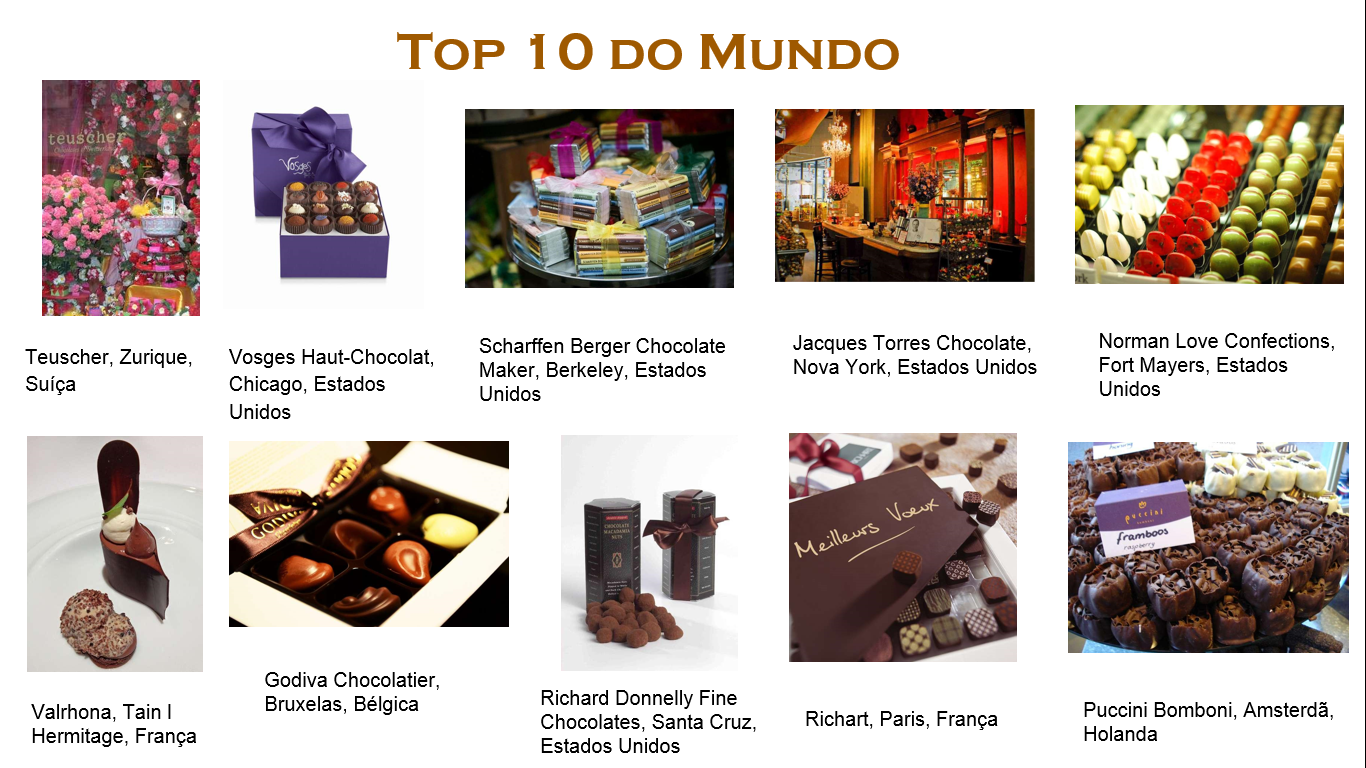 Top 10 do Mundo
teuscher
Vosges
Teuscher, Zurique,
Suíça
Vosges Haut-Chocolat,
Chicago, Estados
Unidos
Scharffen Berger Chocolate
Maker, Berkeley, Estados
Unidos
Jacques Torres Chocolate,
Nova York, Estados Unidos
Norman Love Confections,
Fort Mayers, Estados
Unidos
CHOCOLATE
MACADAMIA
NUTS
Meilleurs Vœux
puccini
framboos
raspberry
Valrhona, Tain l
Hermitage, França
Godiva Chocolatier,
Bruxelas, Bélgica
Richard Donnelly Fine
Chocolates, Santa Cruz,
Estados Unidos
Richart, Paris, França
Puccini Bomboni, Amsterdã,
Holanda